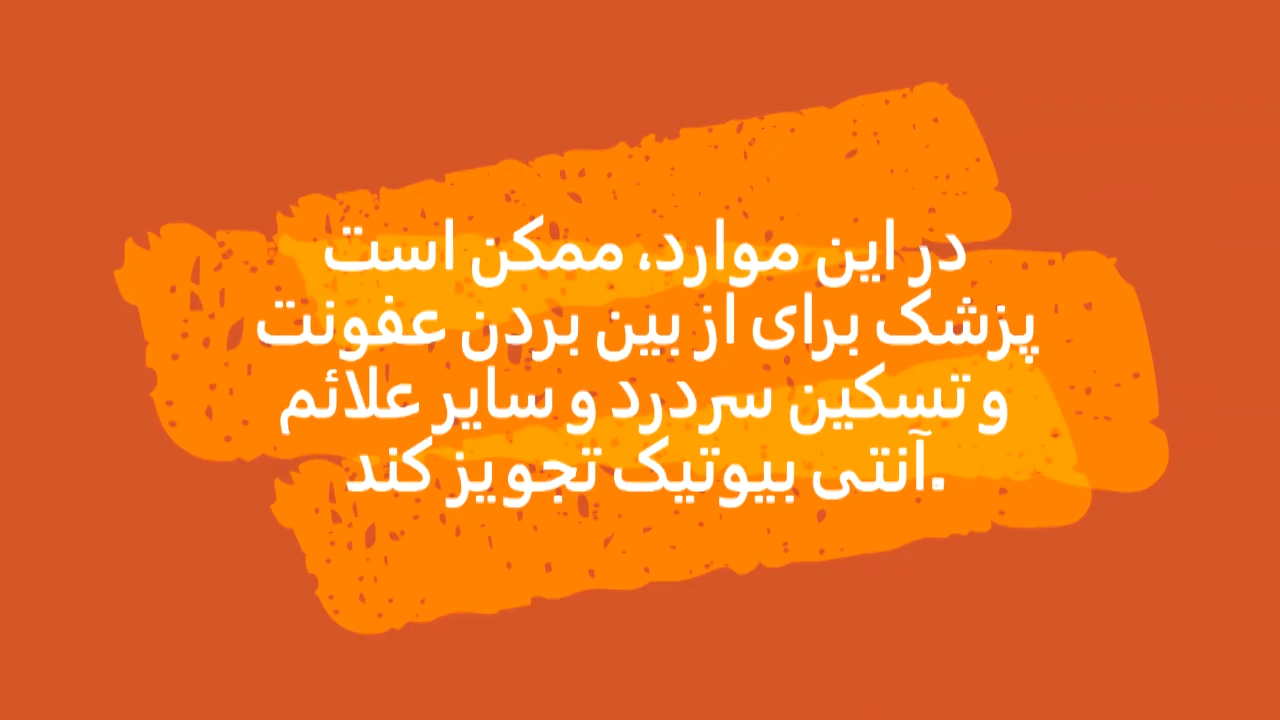 در این موارد، ممکن است
پزشک برای از بین بردن عفونت
و تسکین سردرد و سایر علائم
آنتی بیوتیک تجویز کند.